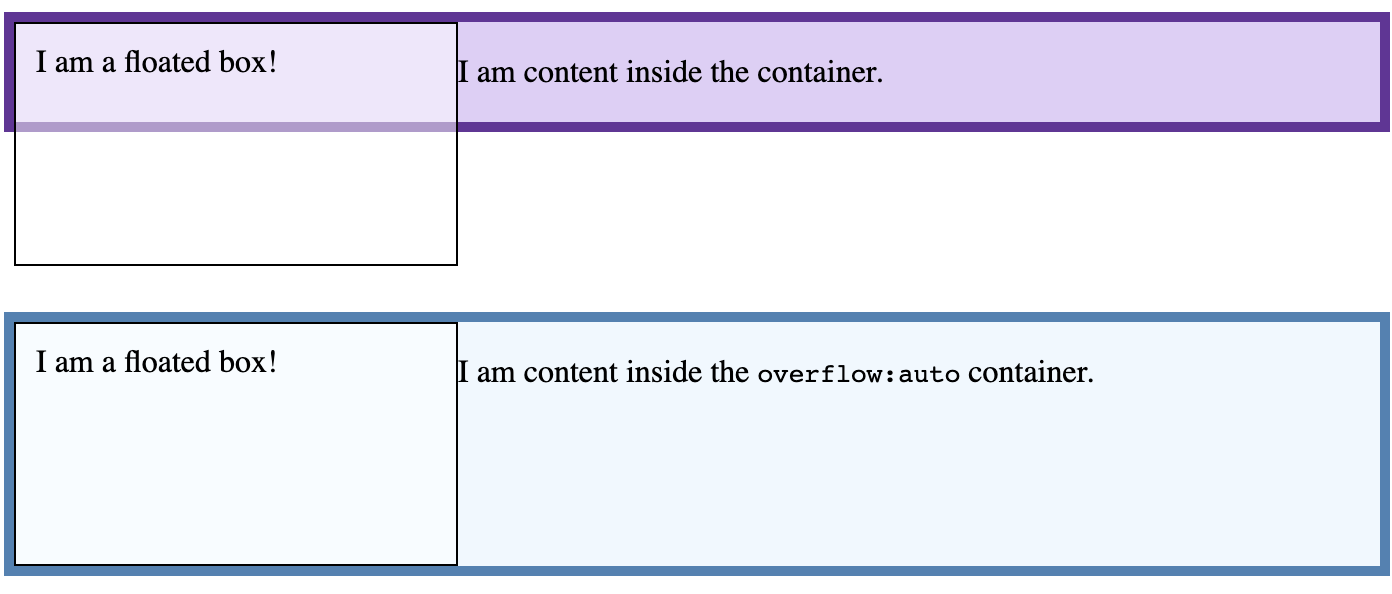 I am a floated box!
I am content inside the container.
I am a floated box!
I am content inside the overflow:auto container.